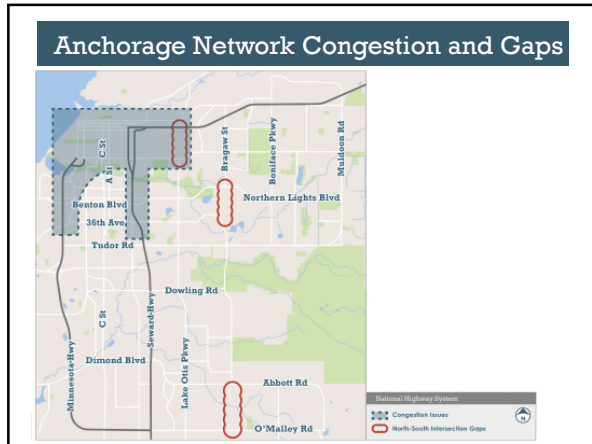 Anchorage Network Congestion and Gaps
C St
A St
Bragaw St
Boniface Pkwy
Muldoon Rd
Benton Blvd
Northern Lights Blvd
36th Ave
Tudor Rd
Dowling Rd
C St
Seward-Hwy
Minnesota-Hwy
Dimond Blvd
Lake Otis Pkwy
Abbott Rd
O'Malley Rd
National Highway System
Congestion Issues
North-South Intersection Gaps
N